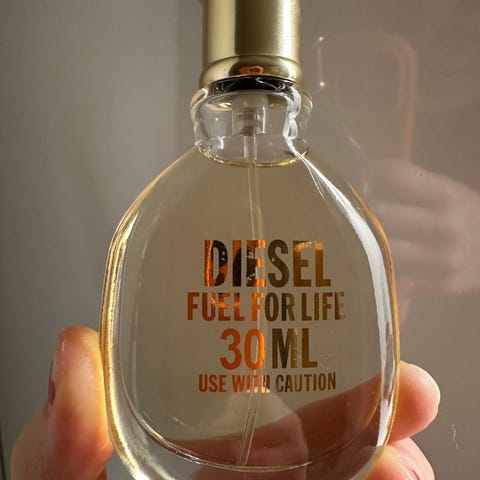 DIESEL
FUEL FOR LIFE
30 ML
USE WITH CAUTION